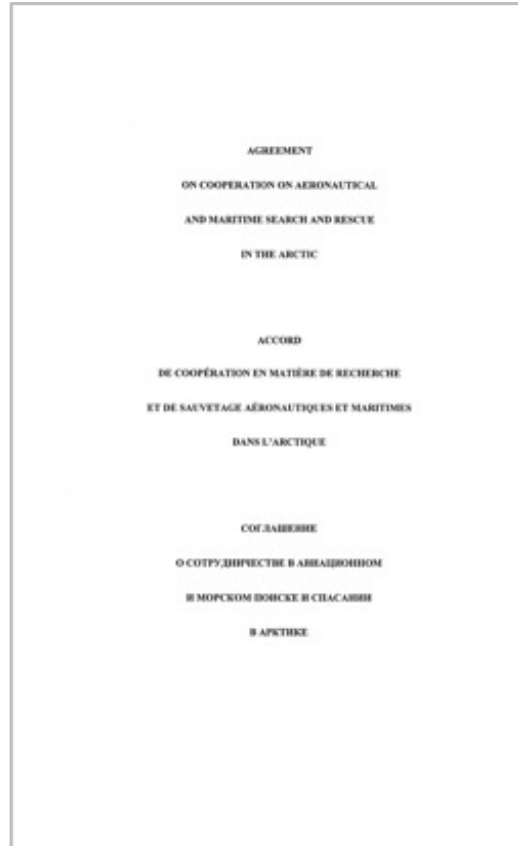 AGREEMENT
ON COOPERATION ON AERONAUTICAL
AND MARITIME SEARCH AND RESCUE
IN THE ARCTIC
ACCORD
DE COOPÉRATION EN MATIÈRE DE RECHERCHE
ET DE SAUVETAGE AÉRONAUTIQUES ET MARITIMES
DANS L'ARCTIQUE
СОГЛАШЕНИЕ
О СОТРУДНИЧЕСТВЕ В АВИАЦИОННОМ
И МОРСКОМ ПОИСКЕ И СПАСАНИИ
В АРКТИКЕ